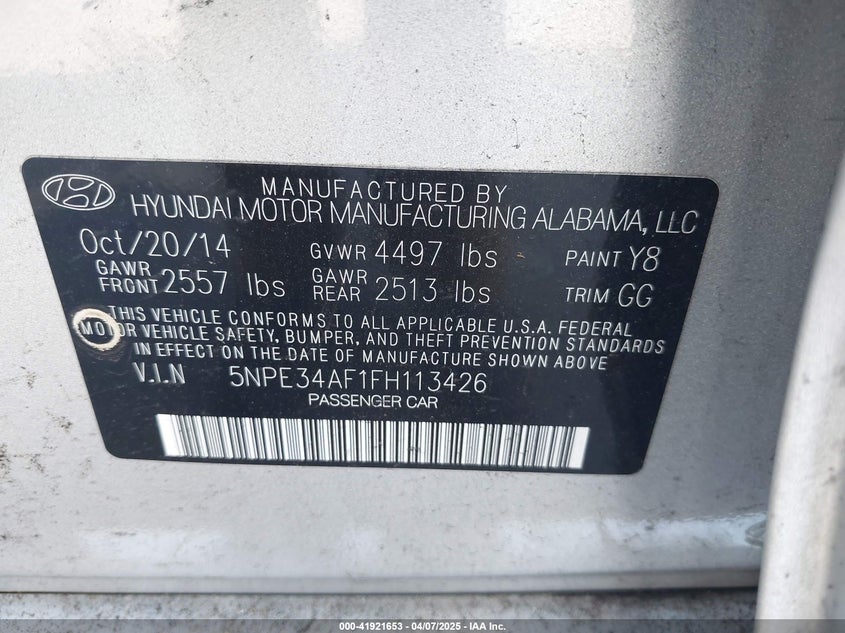 MANUFACTURED BY
HYUNDAI MOTOR MANUFACTURING ALABAMA, LLC
Oct/20/14 GVWR 4497 lbs PAINT Y8
GAWR FRONT 2557 lbs GAWR REAR 2513 lbs TRIM GG
THIS VEHICLE CONFORMS TO ALL APPLICABLE U.S.A. FEDERAL
MOTOR VEHICLE SAFETY, BUMPER, AND THEFT PREVENTION STANDARDS
IN EFFECT ON THE DATE OF MANUFACTURE SHOWN ABOVE
V.I.N 5NPE34AF1FH113426
PASSENGER CAR
000-41921653 - 04/07/2025 - IAA Inc.